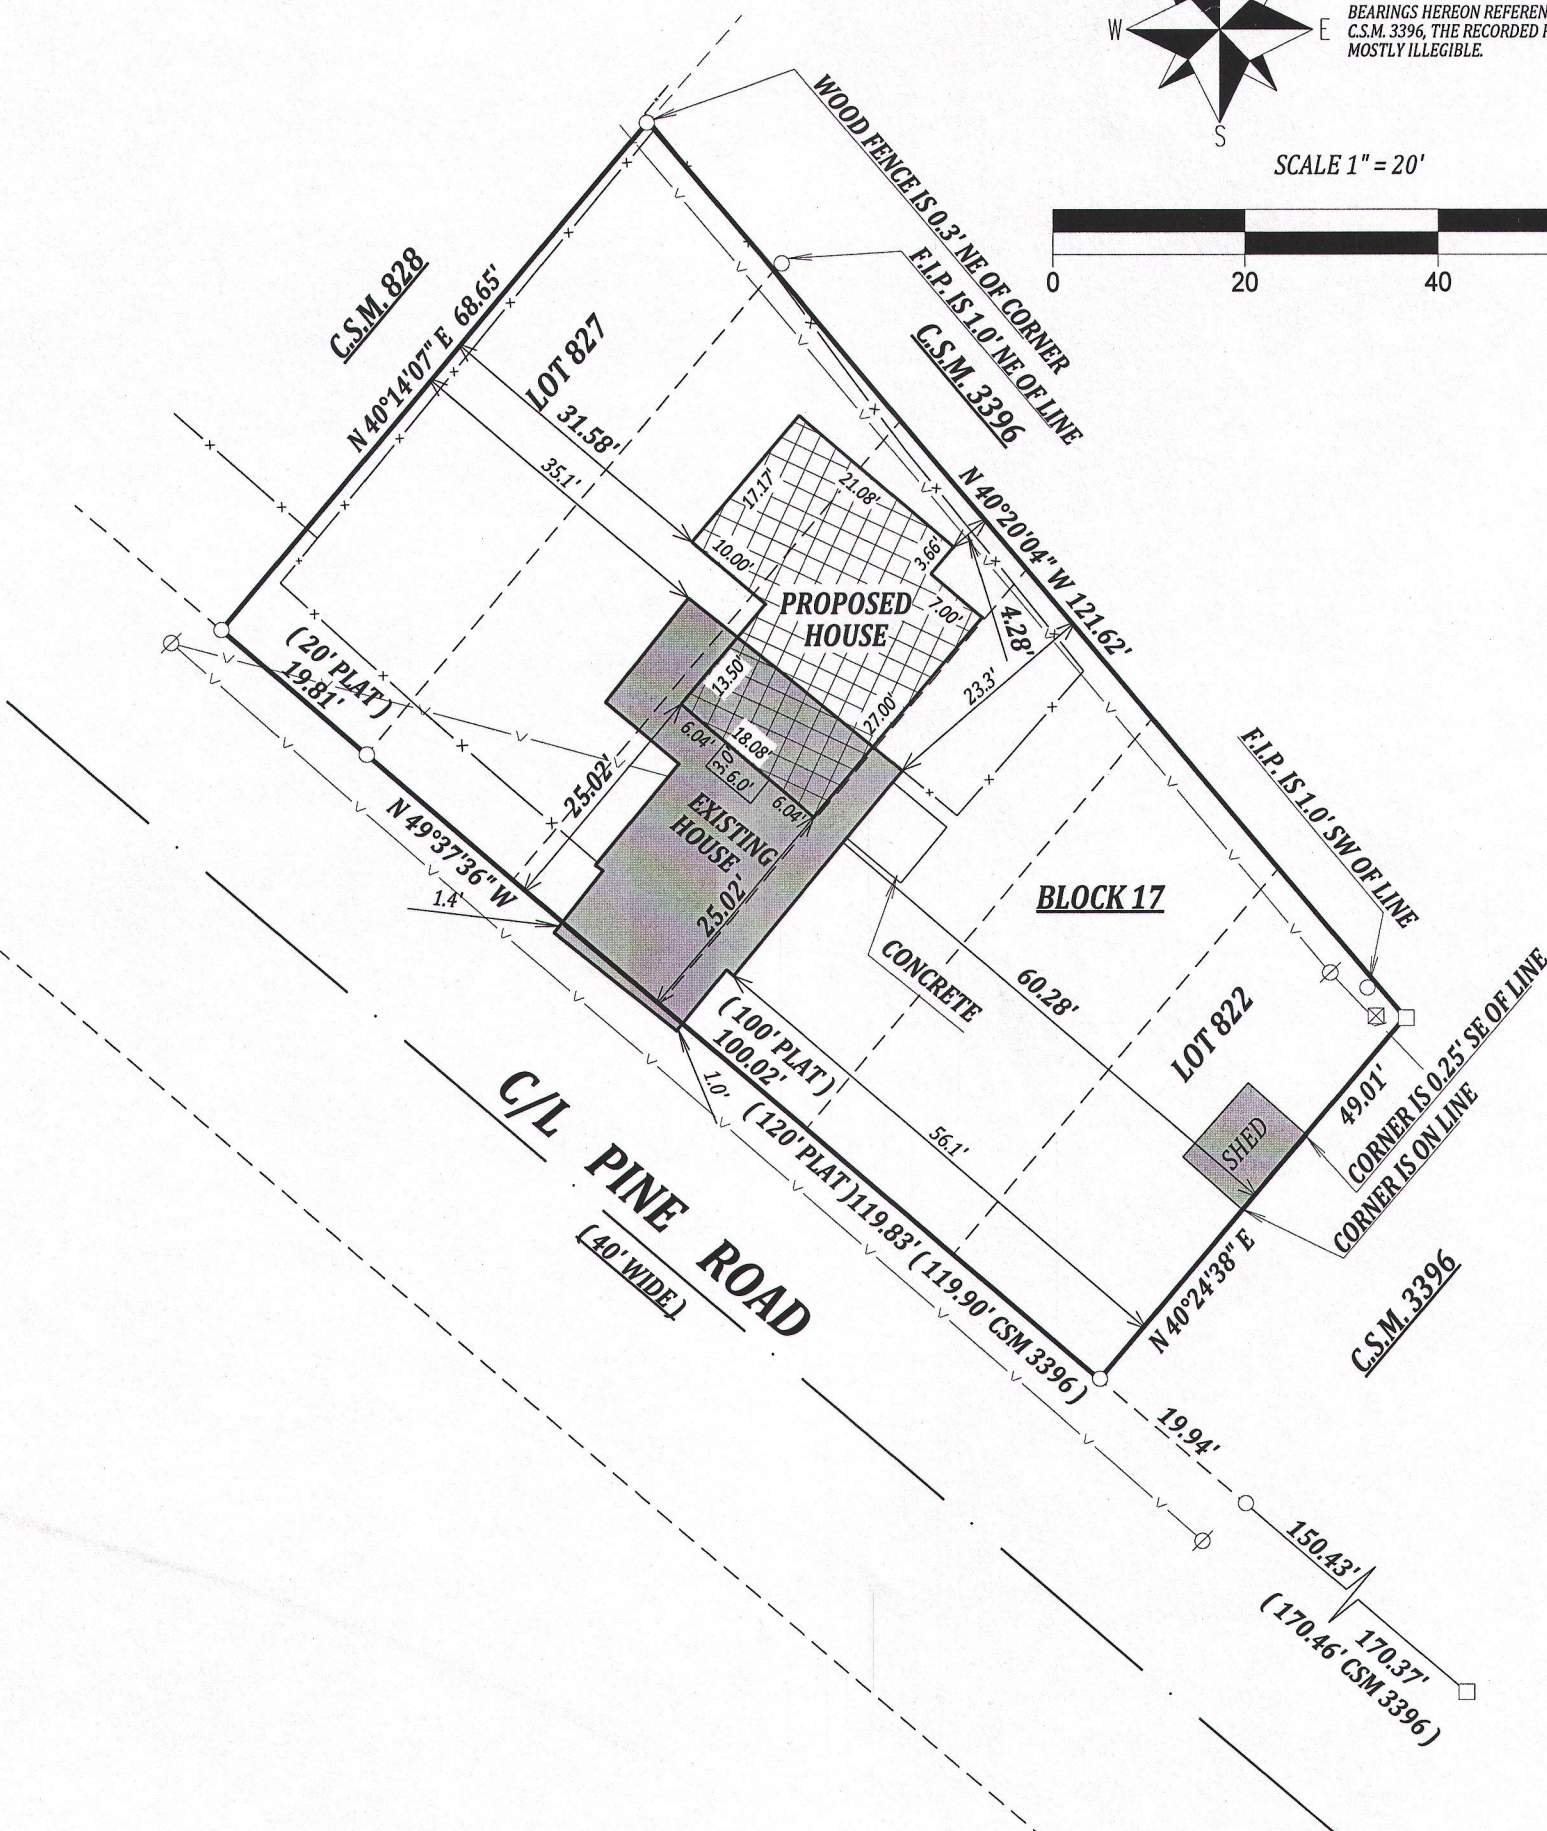 BEARINGS HEREON REFEREN
C.S.M. 3396, THE RECORDED
MOSTLY ILLEGIBLE.
W
E
S
SCALE 1" = 20'
0
20
40
WOOD FENCE IS 0.3' NE OF CORNER
F.I.P. IS 1.0' NE OF LINE
C.S.M. 3396
C.S.M. 828
N 40°14'07" E 68.65'
LOT 827
31.58'
35.1'
N 40°20'04" W 121.62'
17.17'
21.08'
10.00'
3.66'
PROPOSED
HOUSE
7.00'
4.28'
23.3'
13.50'
27.00'
18.08'
6.04'
3.0'
6.0'
6.04'
25.02'
EXISTING
HOUSE
25.02'
(20' PLAT)
19.81'
N 49°37'36" W
1.4'
F.I.P. IS 1.0' SW OF LINE
BLOCK 17
CONCRETE
60.28'
LOT 822
(100' PLAT)
100.02'
1.0'
56.1'
SHED
49.01'
CORNER IS 0.25' SE OF LINE
CORNER IS ON LINE
C/L PINE ROAD
(40' WIDE)
(120' PLAT) 119.83' (119.90' CSM 3396)
N 40°24'38" E
C.S.M. 3396
19.94'
150.43'
170.37'
(170.46' CSM 3396)